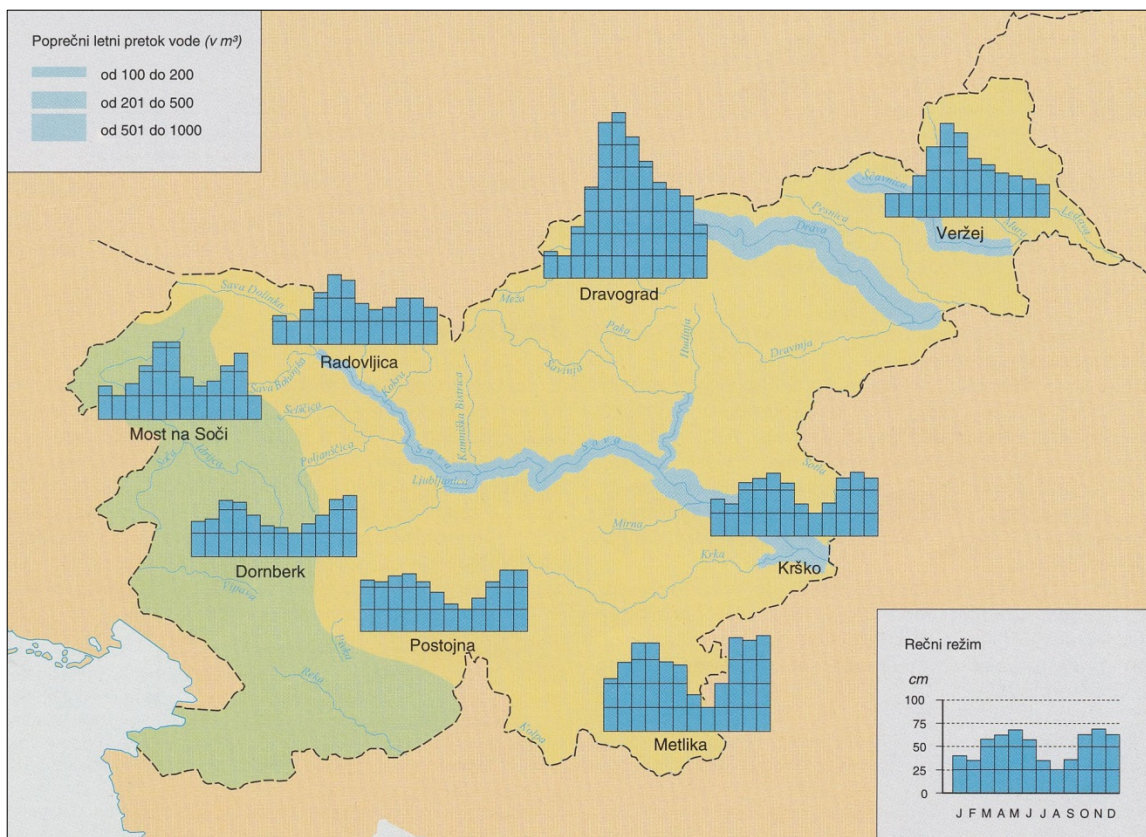 Poprečni letni pretok vode (v m³)
od 100 do 200
od 201 do 500
od 501 do 1000
Ščavnica
Pesnica
Drava
Mura
Ledava
Veržej
Dravograd
Meža
Sava Dolinka
Radovljica
Paka
Hudinja
Savinja
Dravinja
Sava Bohinjka
Kokra
Kamniška Bistrica
Most na Soči
Soča
Idrijca
Poljanščica
Sava
Sava
Ljubljanica
Sotla
Mirna
Krka
Krško
Dornberk
Vipava
Postojna
Pivka
Reka
Metlika
Kolpa
Rečni režim
cm
100
75
50
25
0
J F M A M J J A S O N D